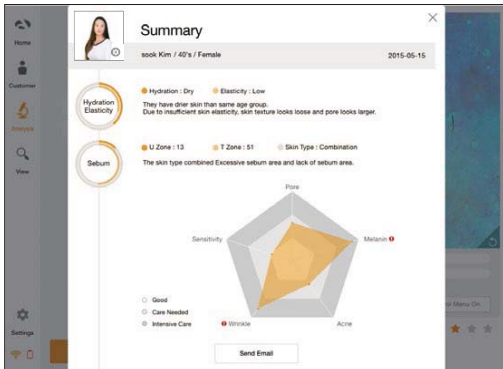 Summary
sook Kim / 40's / Female
2015-05-15
Home
Customer
Analysis
View
Settings
Hydration
Elasticity
Hydration : Dry
Elasticity : Low
They have drier skin than same age group.
Due to insufficient skin elasticity, skin texture looks loose and pore looks larger.
Sebum
U Zone : 13
T Zone : 51
Skin Type : Combination
The skin type combined Excessive sebum area and lack of sebum area.
Pore
Sensitivity
Melanin
Wrinkle
Acne
Good
Care Needed
Intensive Care
Send Email
Menu On